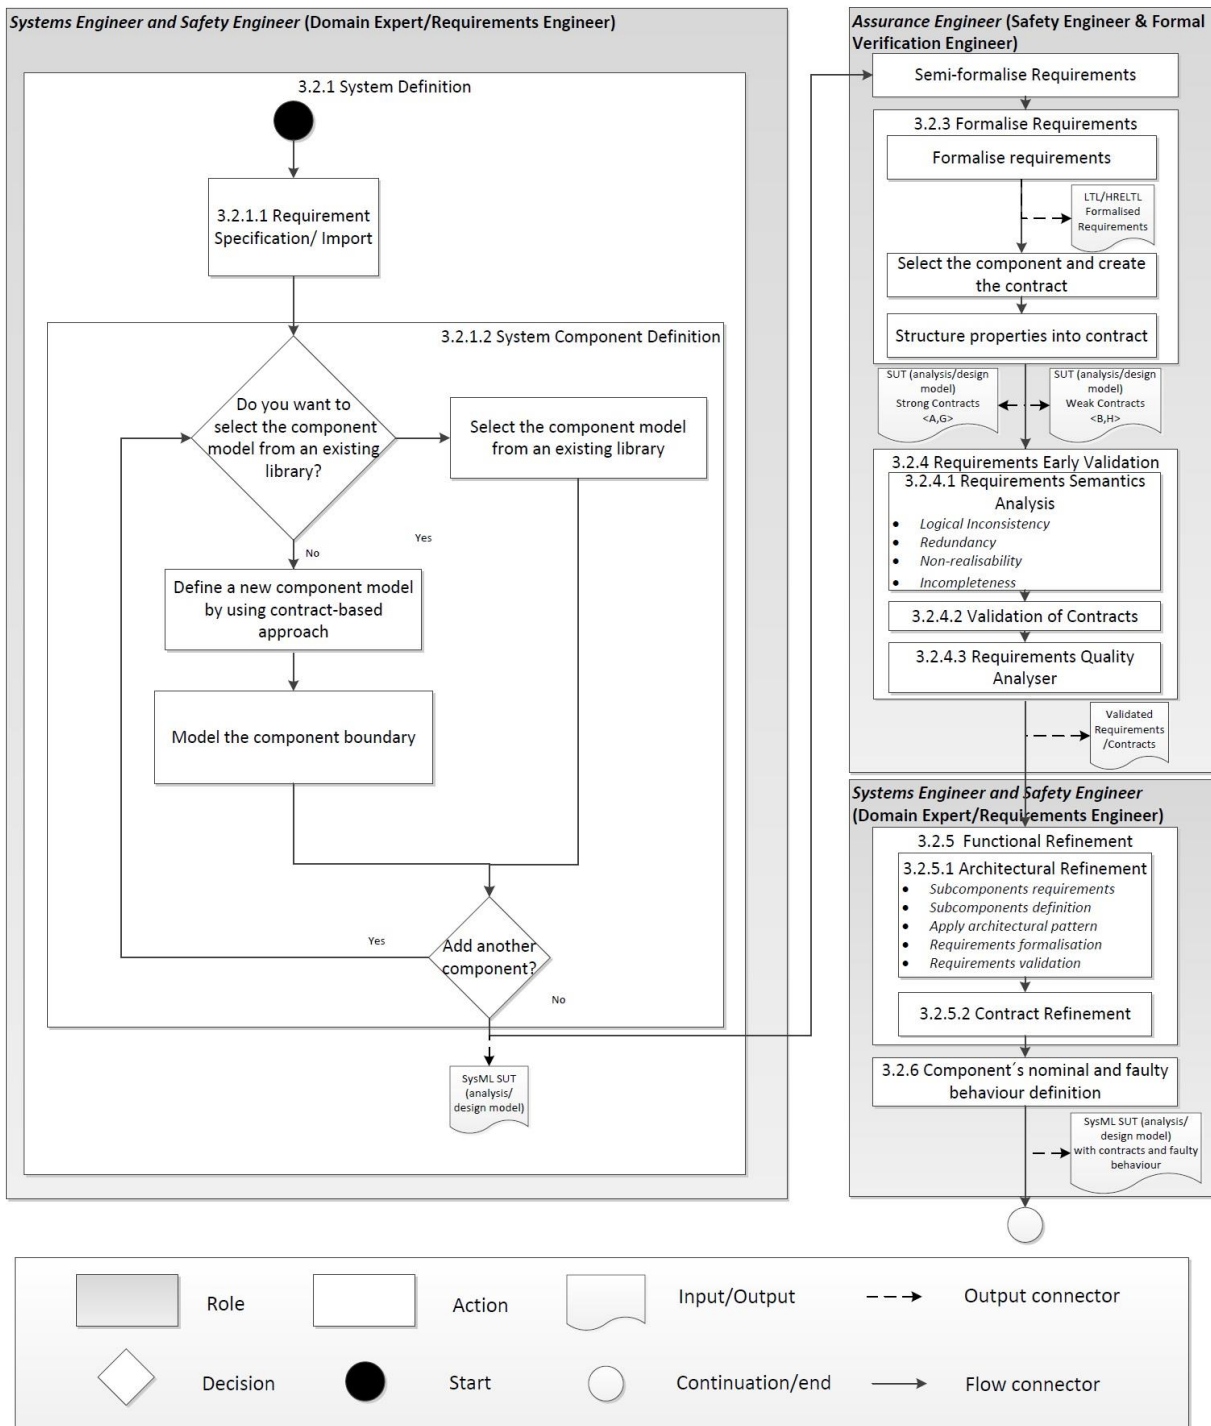 Systems Engineer and Safety Engineer (Domain Expert/Requirements Engineer)
3.2.1 System Definition
3.2.1.1 Requirement
Specification/ Import
3.2.1.2 System Component Definition
Do you want to
select the component
model from an existing
library?
Select the component model
from an existing library
Yes
No
Define a new component model
by using contract-based
approach
Model the component boundary
Yes
Add another
component?
No
SysML SUT
(analysis/
design model)
Assurance Engineer (Safety Engineer & Formal
Verification Engineer)
Semi-formalise Requirements
3.2.3 Formalise Requirements
Formalise requirements
LTL/HRELTL
Formalised
Requirements
Select the component and create
the contract
Structure properties into contract
SUT (analysis/design
model)
Strong Contracts
<A,G>
SUT (analysis/design
model)
Weak Contracts
<B,H>
3.2.4 Requirements Early Validation
3.2.4.1 Requirements Semantics
Analysis
• Logical Inconsistency
• Redundancy
• Non-realisability
• Incompleteness
3.2.4.2 Validation of Contracts
3.2.4.3 Requirements Quality
Analyser
Validated
Requirements
/Contracts
Systems Engineer and Safety Engineer
(Domain Expert/Requirements Engineer)
3.2.5 Functional Refinement
3.2.5.1 Architectural Refinement
• Subcomponents requirements
• Subcomponents definition
• Apply architectural pattern
• Requirements formalisation
• Requirements validation
3.2.5.2 Contract Refinement
3.2.6 Component´s nominal and faulty
behaviour definition
SysML SUT (analysis/
design model)
with contracts and faulty
behaviour
Role
Action
Input/Output
Output connector
Decision
Start
Continuation/end
Flow connector